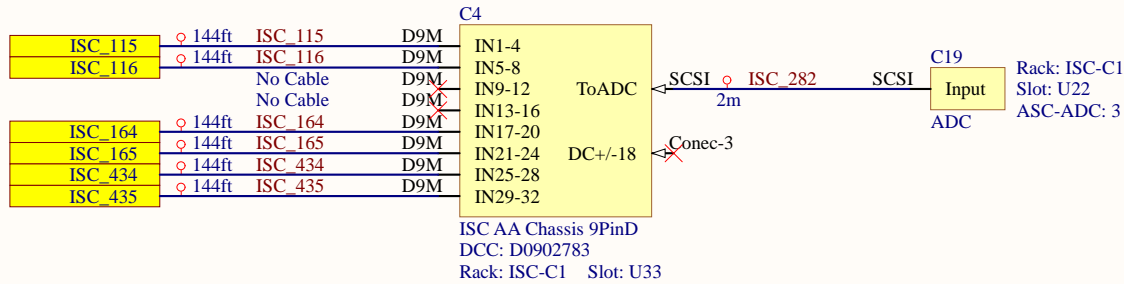 C4
ISC_115 144ft ISC_115 D9M IN1-4
ISC_116 144ft ISC_116 D9M IN5-8
No Cable D9M IN9-12
No Cable D9M IN13-16
ISC_164 144ft ISC_164 D9M IN17-20
ISC_165 144ft ISC_165 D9M IN21-24
ISC_434 144ft ISC_434 D9M IN25-28
ISC_435 144ft ISC_435 D9M IN29-32
ToADC SCSI ISC_282 SCSI Input
2m
C19
ADC
Rack: ISC-C1
Slot: U22
ASC-ADC: 3
DC+/-18 Conec-3
ISC AA Chassis 9PinD
DCC: D0902783
Rack: ISC-C1 Slot: U33